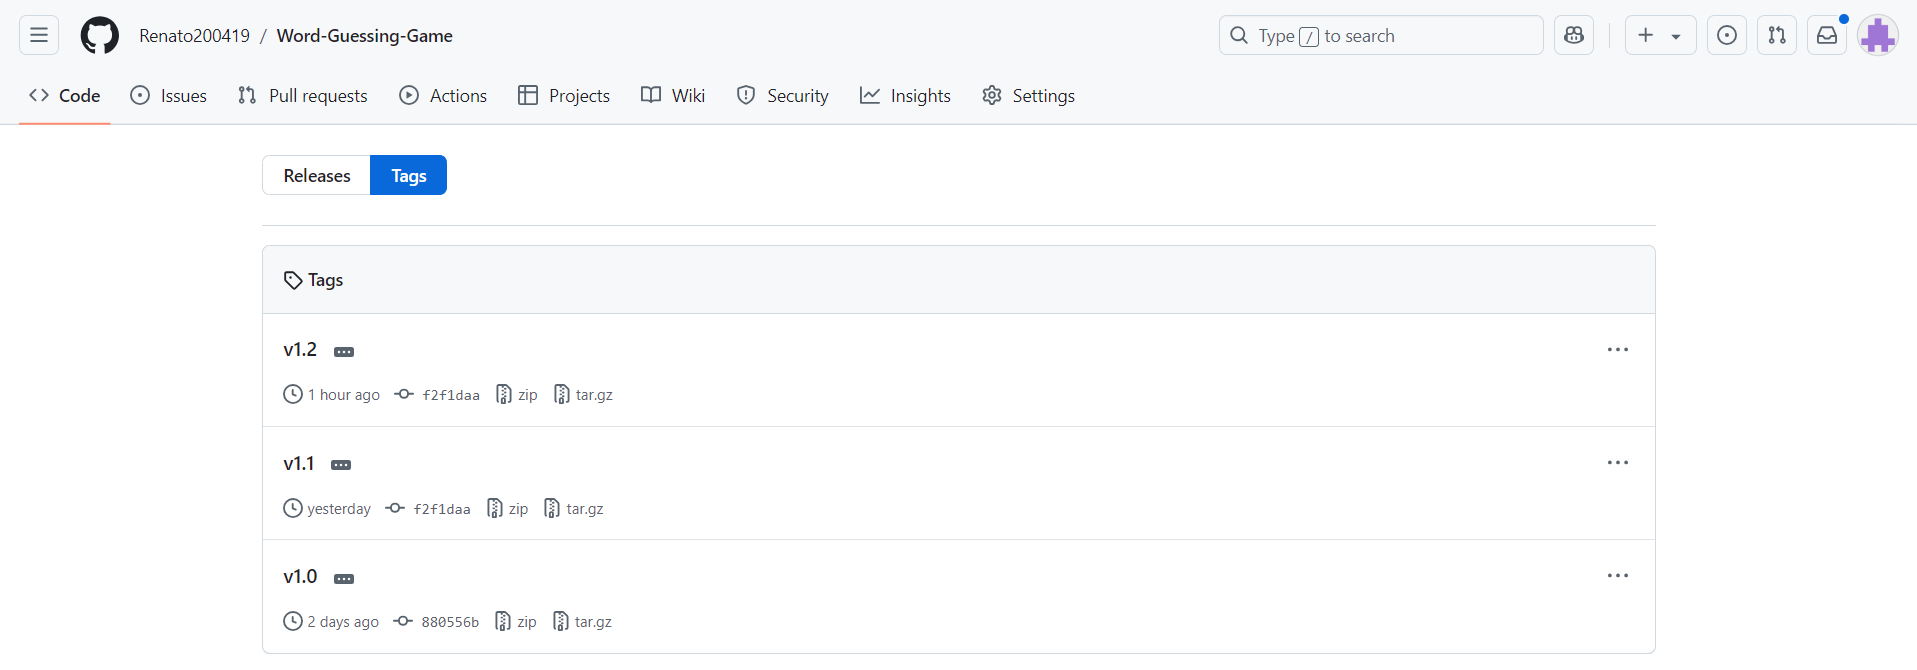 Renato200419 / Word-Guessing-Game
Type / to search
Code Issues Pull requests Actions Projects Wiki Security Insights Settings
Releases Tags
Tags
v1.2
1 hour ago f2f1daa zip tar.gz
v1.1
yesterday f2f1daa zip tar.gz
v1.0
2 days ago 880556b zip tar.gz